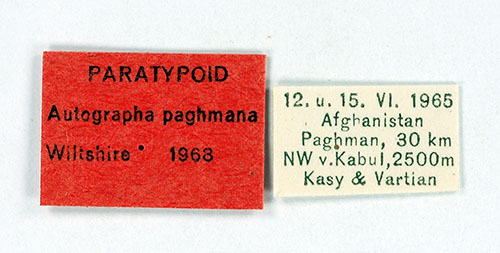 PARATYPOID
Autographa paghmana
Wiltshire 1968
12. u. 15. VI. 1965
Afghanistan
Paghman, 30 km
NW v.Kabul,2500m
Kasy & Vartian